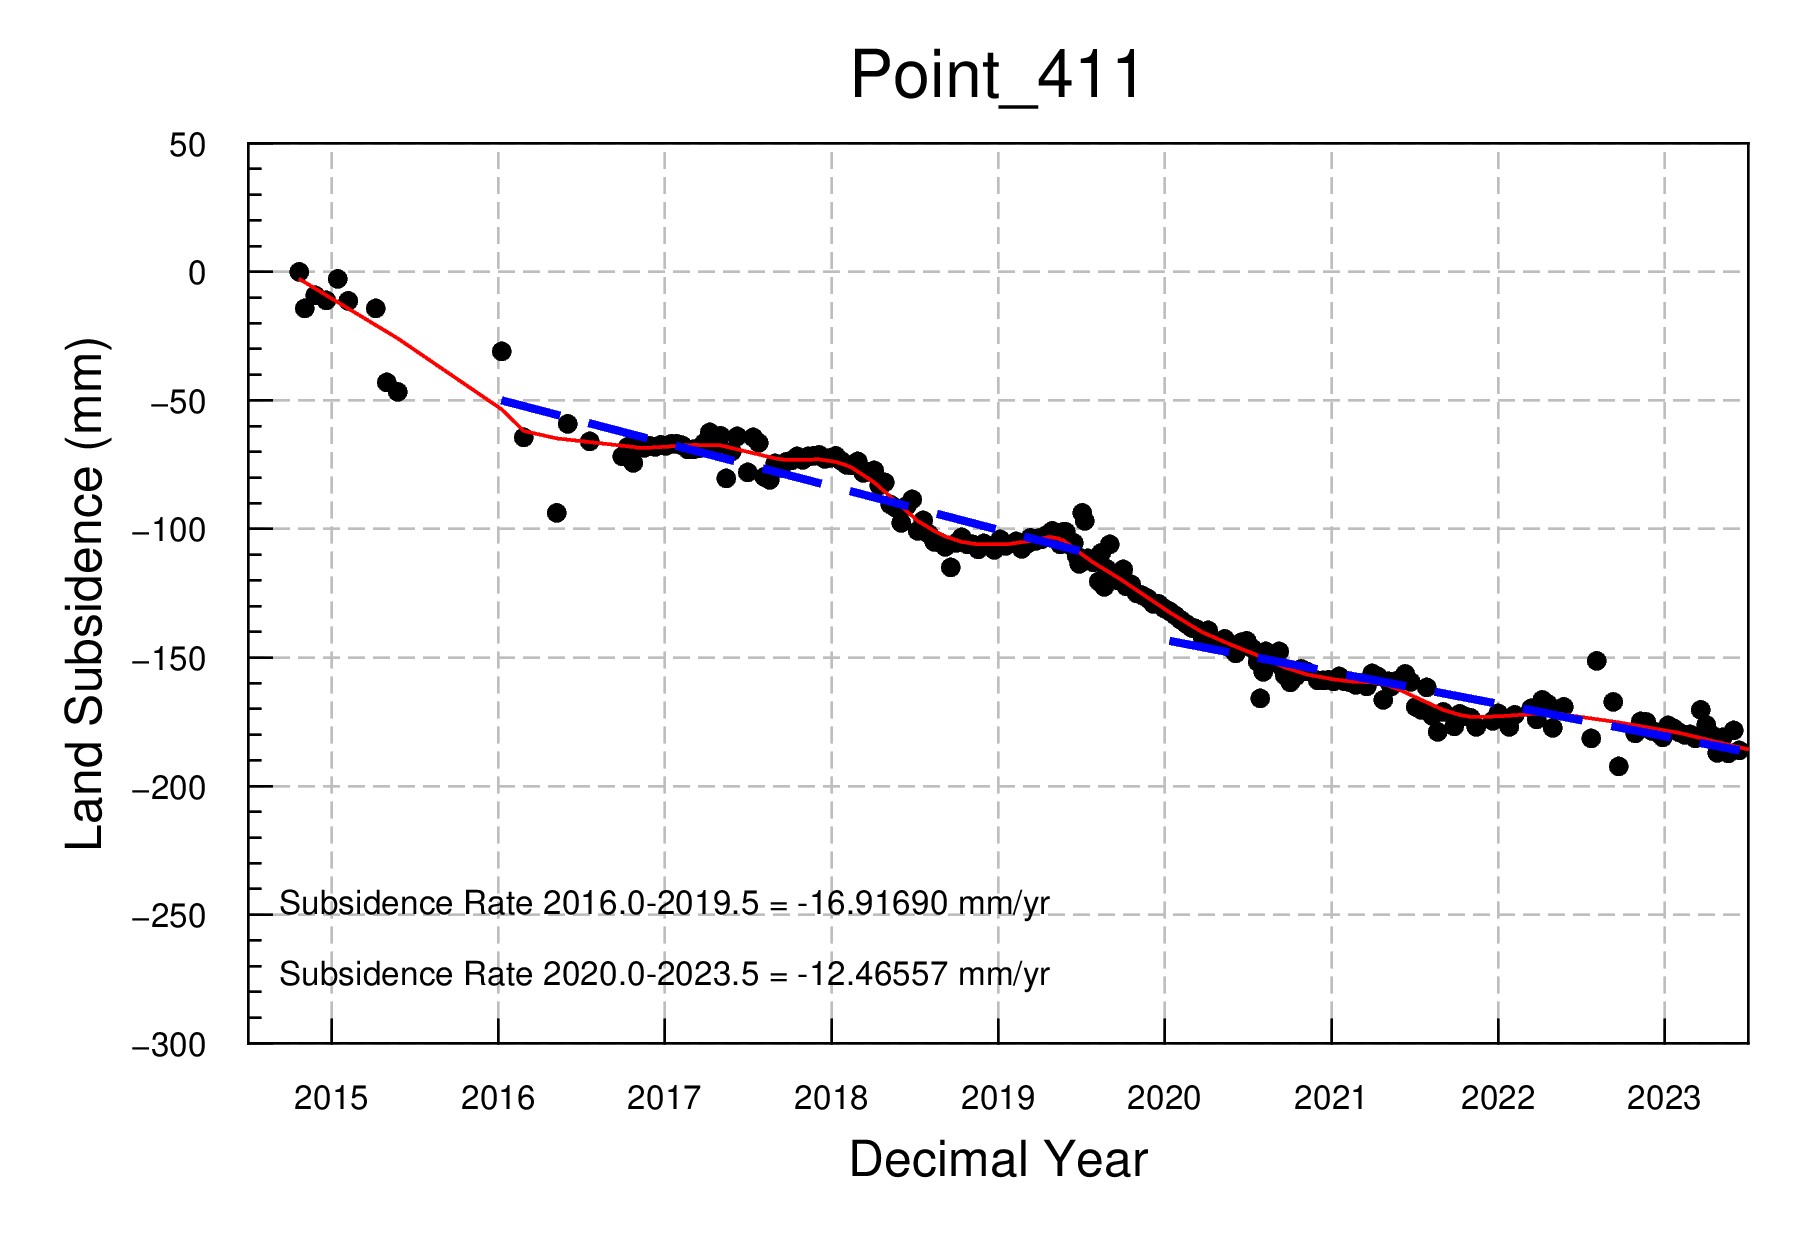 Point_411
50
0
−50
−100
−150
−200
−250
−300
Land Subsidence (mm)
Subsidence Rate 2016.0-2019.5 = -16.91690 mm/yr
Subsidence Rate 2020.0-2023.5 = -12.46557 mm/yr
2015 2016 2017 2018 2019 2020 2021 2022 2023
Decimal Year